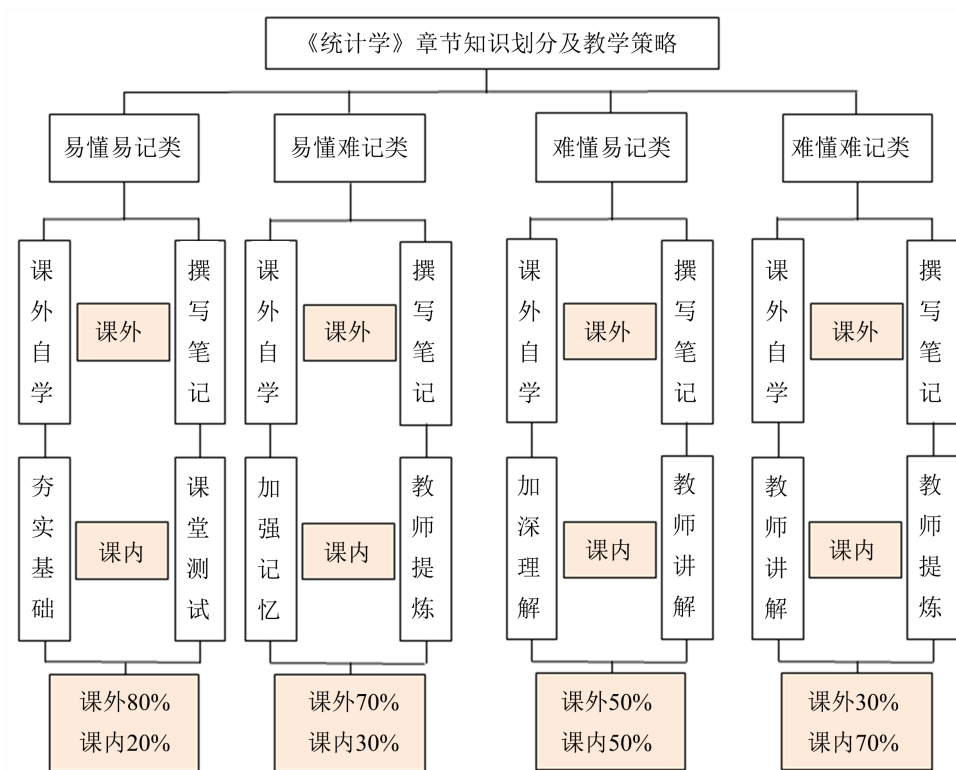 《统计学》章节知识划分及教学策略
易懂易记类
易懂难记类
难懂易记类
难懂难记类
课外自学
课外
撰写笔记
课外自学
课外
撰写笔记
课外自学
课外
撰写笔记
课外自学
课外
撰写笔记
夯实基础
课内
课堂测试
加强记忆
课内
教师提炼
加深理解
课内
教师讲解
教师讲解
课内
教师提炼
课外80%
课内20%
课外70%
课内30%
课外50%
课内50%
课外30%
课内70%